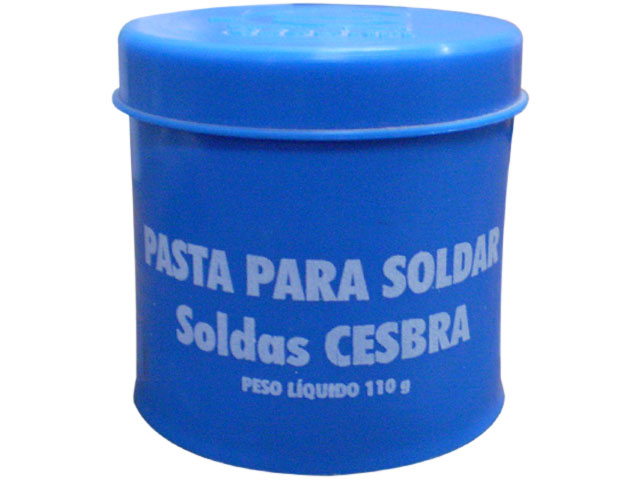 PASTA PARA SOLDAR
Soldas CESBRA
PESO LÍQUIDO 110 g